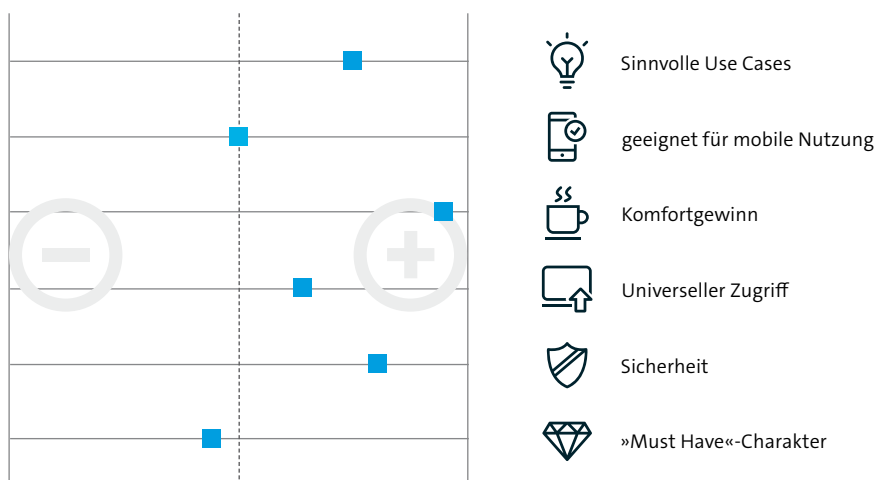 Sinnvolle Use Cases
geeignet für mobile Nutzung
Komfortgewinn
Universeller Zugriff
Sicherheit
»Must Have«-Charakter